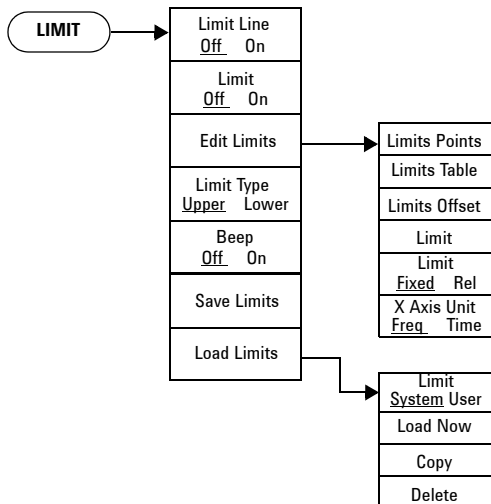 LIMIT
Limit Line
Off On
Limit
Off On
Edit Limits
Limit Type
Upper Lower
Beep
Off On
Save Limits
Load Limits
Limits Points
Limits Table
Limits Offset
Limit
Limit
Fixed Rel
X Axis Unit
Freq Time
Limit
System User
Load Now
Copy
Delete